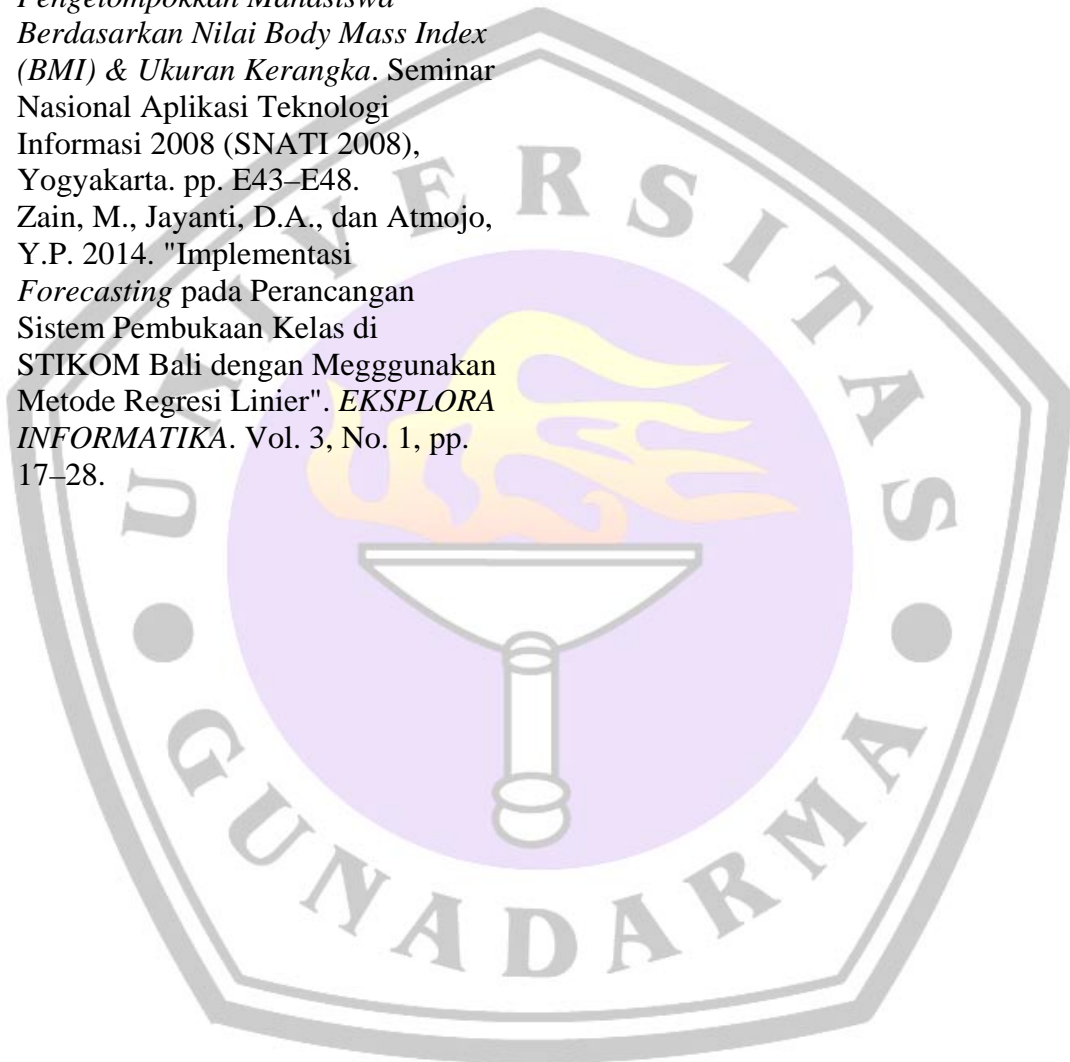 Pengelompokkan Mahasiswa
Berdasarkan Nilai Body Mass Index
(BMI) & Ukuran Kerangka. Seminar
Nasional Aplikasi Teknologi
Informasi 2008 (SNATI 2008),
Yogyakarta. pp. E43–E48.
Zain, M., Jayanti, D.A., dan Atmojo,
Y.P. 2014. "Implementasi
Forecasting pada Perancangan
Sistem Pembukaan Kelas di
STIKOM Bali dengan Megggunakan
Metode Regresi Linier". EKSPLORA
INFORMATIKA. Vol. 3, No. 1, pp.
17–28.
UNIVERSITAS
GUNADARMA